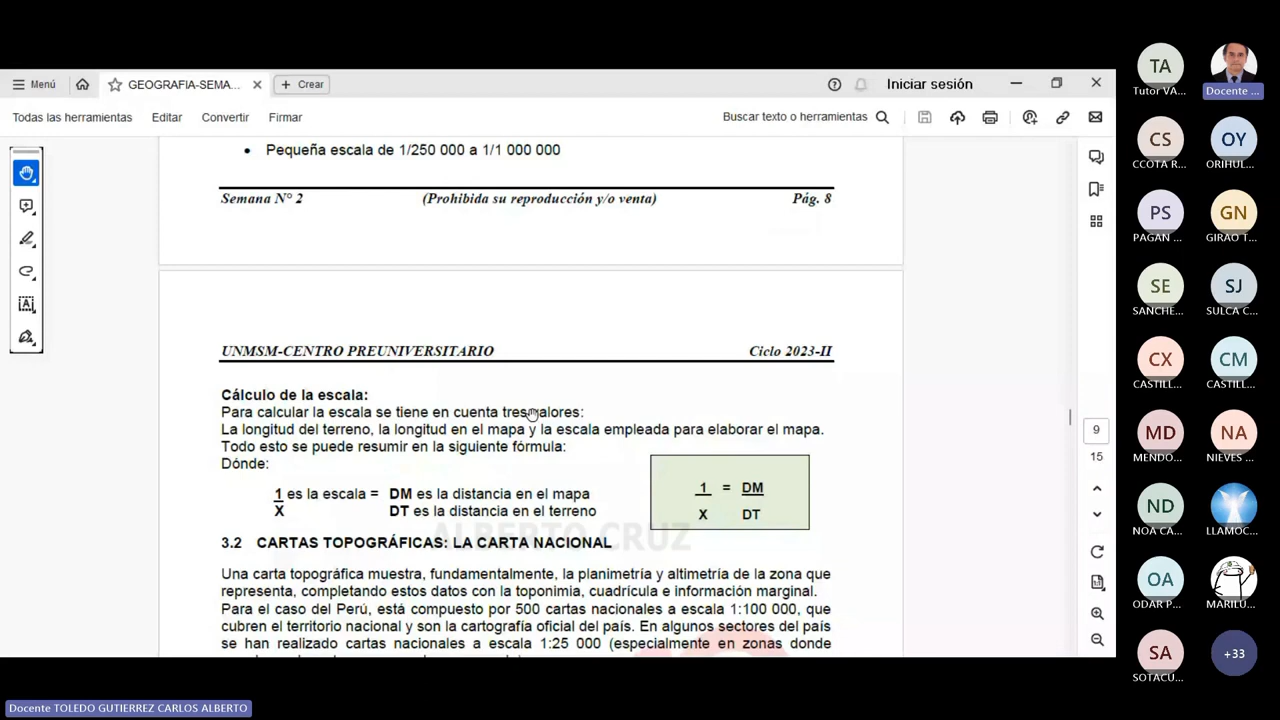 Menú
GEOGRAFIA-SEMA...
Crear
Iniciar sesión
Todas las herramientas
Editar
Convertir
Firmar
Buscar texto o herramientas
• Pequeña escala de 1/250 000 a 1/1 000 000
Semana N° 2 (Prohibida su reproducción y/o venta) Pág. 8
UNMSM-CENTRO PREUNIVERSITARIO Ciclo 2023-II
Cálculo de la escala:
Para calcular la escala se tiene en cuenta tres valores:
La longitud del terreno, la longitud en el mapa y la escala empleada para elaborar el mapa.
Todo esto se puede resumir en la siguiente fórmula:
Dónde:
1 es la escala = DM es la distancia en el mapa
X DT es la distancia en el terreno
1 = DM
X DT
ALBERTO CRUZ
3.2 CARTAS TOPOGRÁFICAS: LA CARTA NACIONAL
Una carta topográfica muestra, fundamentalmente, la planimetría y altimetría de la zona que
representa, completando estos datos con la toponimia, cuadrícula e información marginal.
Para el caso del Perú, está compuesto por 500 cartas nacionales a escala 1:100 000, que
cubren el territorio nacional y son la cartografía oficial del país. En algunos sectores del país
se han realizado cartas nacionales a escala 1:25 000 (especialmente en zonas donde
9
15
TA
Tutor VA...
Docente ...
CS
CCOTA R...
OY
ORIHUL...
PS
PAGAN ...
GN
GIRAO T...
SE
SANCHE...
SJ
SULCA C...
CX
CASTILL...
CM
CASTILL...
MD
MENDO...
NA
NIEVES ...
ND
NOA CA...
LLAMOC...
OA
ODAR P...
MARILÚ...
SA
SOTACU...
+33
Docente TOLEDO GUTIERREZ CARLOS ALBERTO